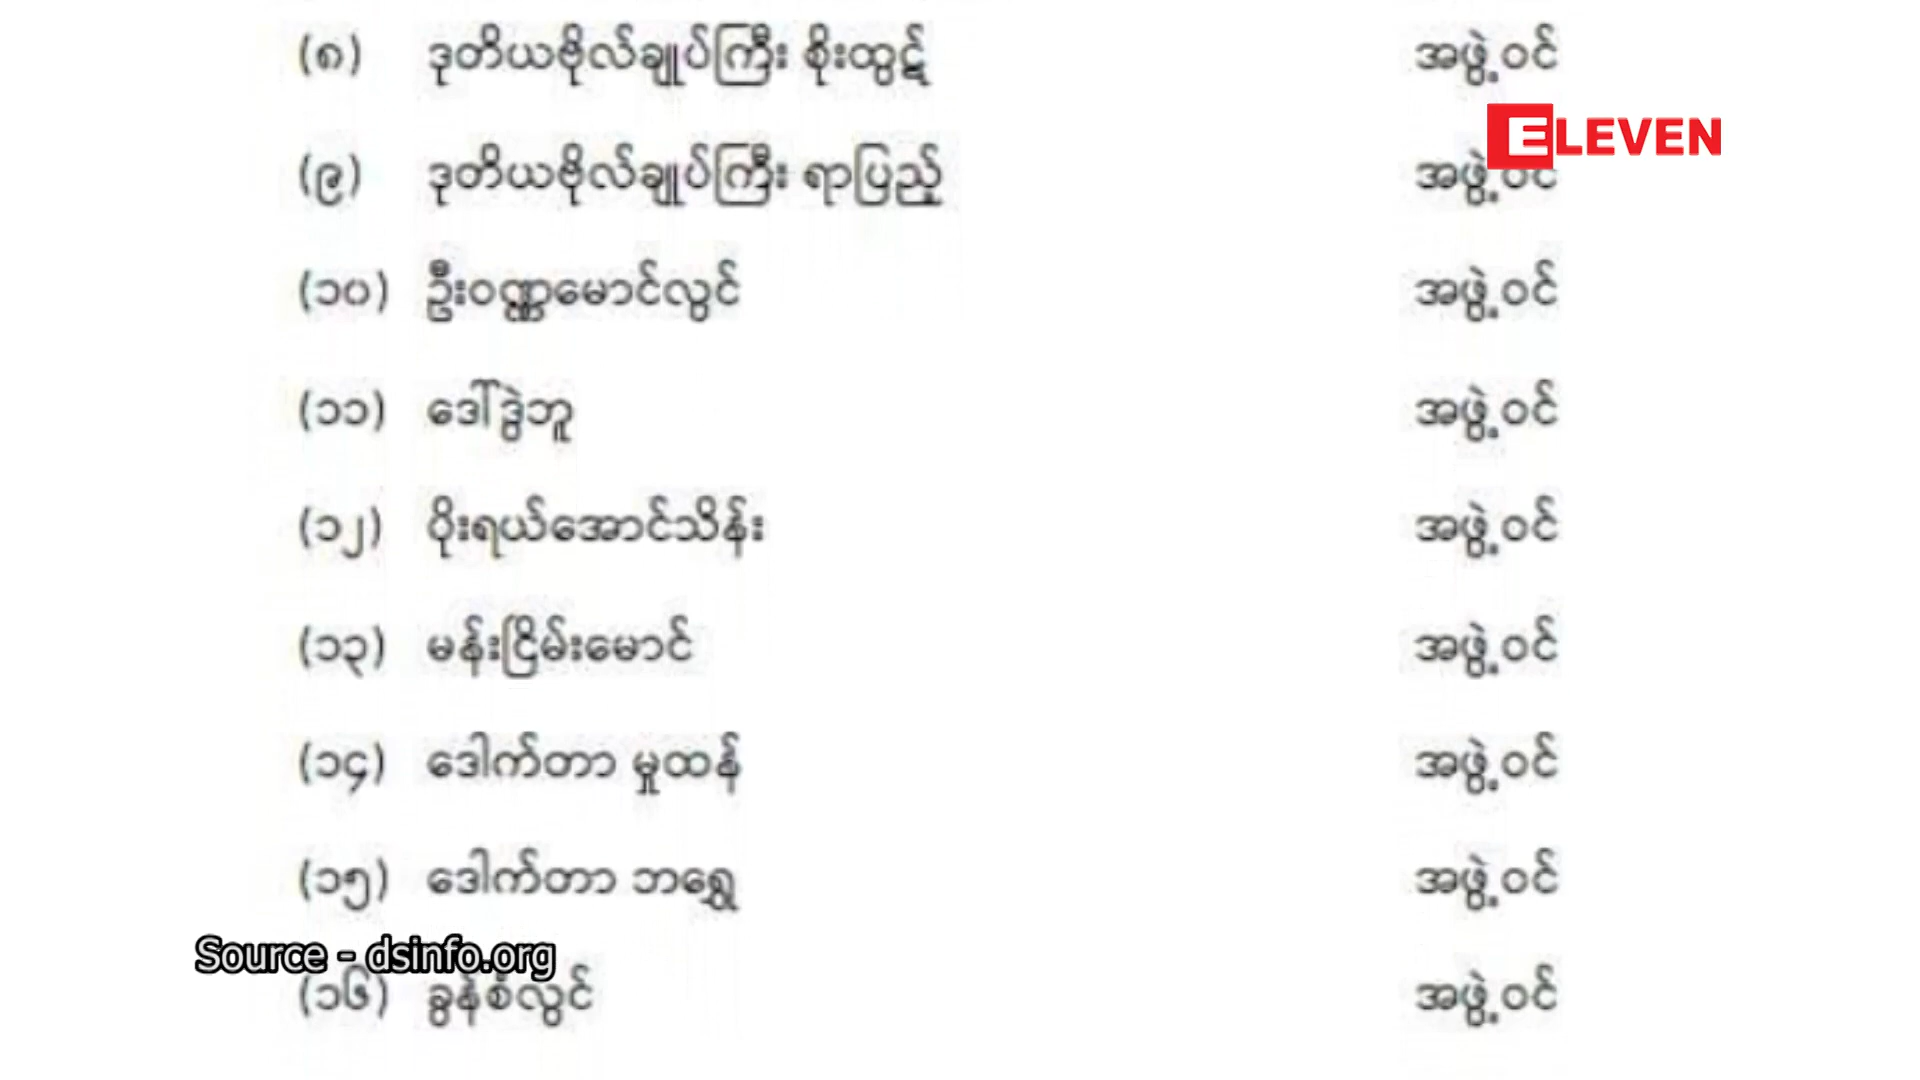 (၈) ဒုတိယဗိုလ်ချုပ်ကြီး စိုးထွဋ် အဖွဲ့ဝင်
ELEVEN
(၉) ဒုတိယဗိုလ်ချုပ်ကြီး ရာပြည့် အဖွဲ့ဝင်
(၁၀) ဦးဝဏ္ဏမောင်လွင် အဖွဲ့ဝင်
(၁၁) ဒေါ်ဒွဲဘူ အဖွဲ့ဝင်
(၁၂) ပိုးရယ်အောင်သိန်း အဖွဲ့ဝင်
(၁၃) မန်းငြိမ်းမောင် အဖွဲ့ဝင်
(၁၄) ဒေါက်တာ မှုထန် အဖွဲ့ဝင်
(၁၅) ဒေါက်တာ ဘရွှေ အဖွဲ့ဝင်
Source - dsinfo.org
(၁၆) ခွန်စံလွင် အဖွဲ့ဝင်